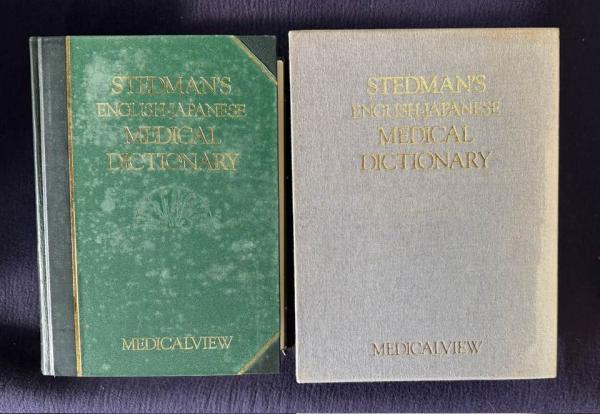 STEDMAN'S
ENGLISH-JAPANESE
MEDICAL
DICTIONARY
MEDICALVIEW
STEDMAN'S
ENGLISH-JAPANESE
MEDICAL
DICTIONARY
MEDICALVIEW